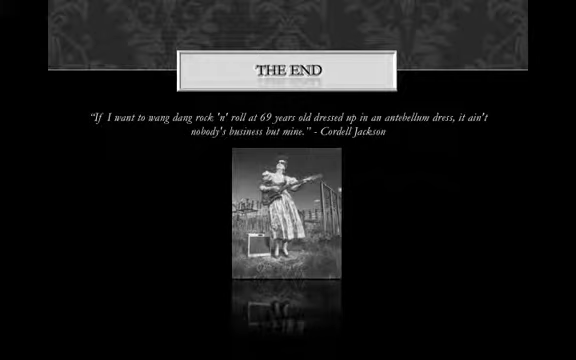 THE END
“If I want to wang dang rock 'n' roll at 69 years old dressed up in an antebellum dress, it ain't
nobody's business but mine.” - Cordell Jackson